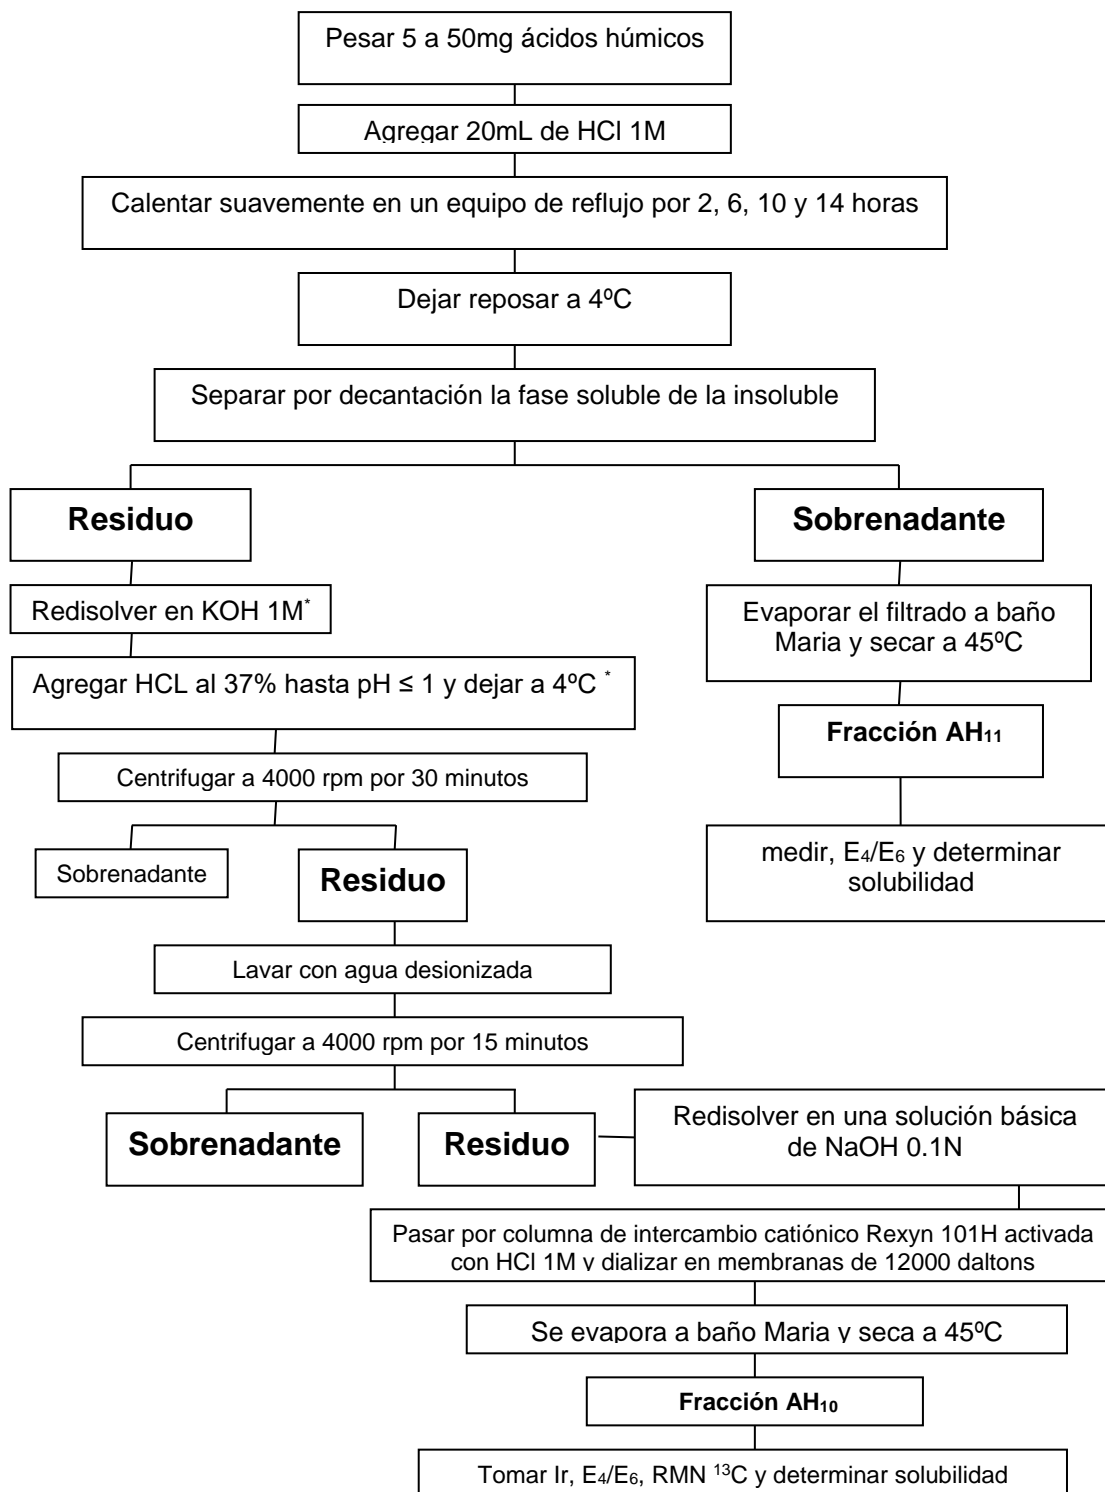 Pesar 5 a 50mg ácidos húmicos
Agregar 20mL de HCl 1M
Calentar suavemente en un equipo de reflujo por 2, 6, 10 y 14 horas
Dejar reposar a 4ºC
Separar por decantación la fase soluble de la insoluble
Residuo
Sobrenadante
Redisolver en KOH 1M*
Evaporar el filtrado a baño
Maria y secar a 45ºC
Agregar HCL al 37% hasta pH ≤ 1 y dejar a 4ºC *
Fracción AH₁₁
Centrifugar a 4000 rpm por 30 minutos
medir, E₄/E₆ y determinar
solubilidad
Sobrenadante
Residuo
Lavar con agua desionizada
Centrifugar a 4000 rpm por 15 minutos
Sobrenadante
Residuo
Redisolver en una solución básica
de NaOH 0.1N
Pasar por columna de intercambio catiónico Rexyn 101H activada
con HCl 1M y dializar en membranas de 12000 daltons
Se evapora a baño Maria y seca a 45ºC
Fracción AH₁₀
Tomar Ir, E₄/E₆, RMN ¹³C y determinar solubilidad